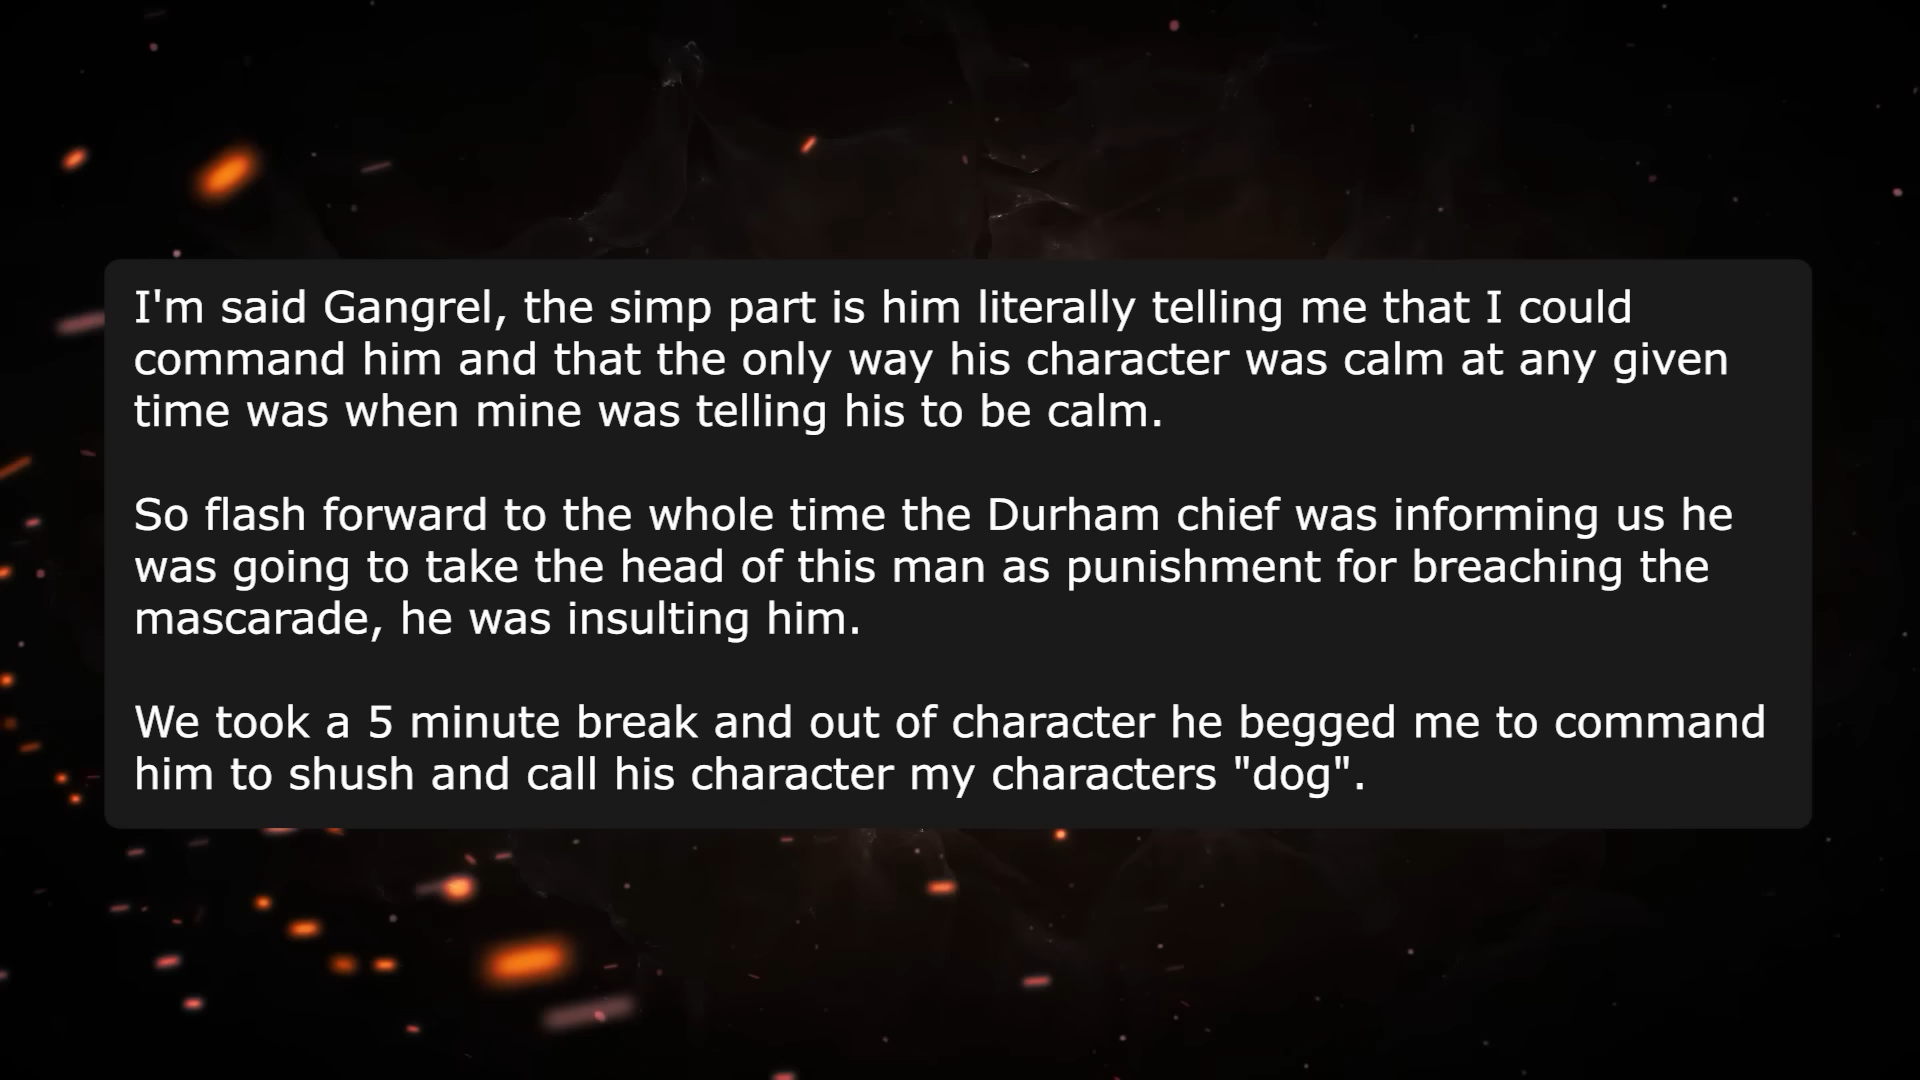 I'm said Gangrel, the simp part is him literally telling me that I could
command him and that the only way his character was calm at any given
time was when mine was telling his to be calm.
So flash forward to the whole time the Durham chief was informing us he
was going to take the head of this man as punishment for breaching the
mascarade, he was insulting him.
We took a 5 minute break and out of character he begged me to command
him to shush and call his character my characters "dog".